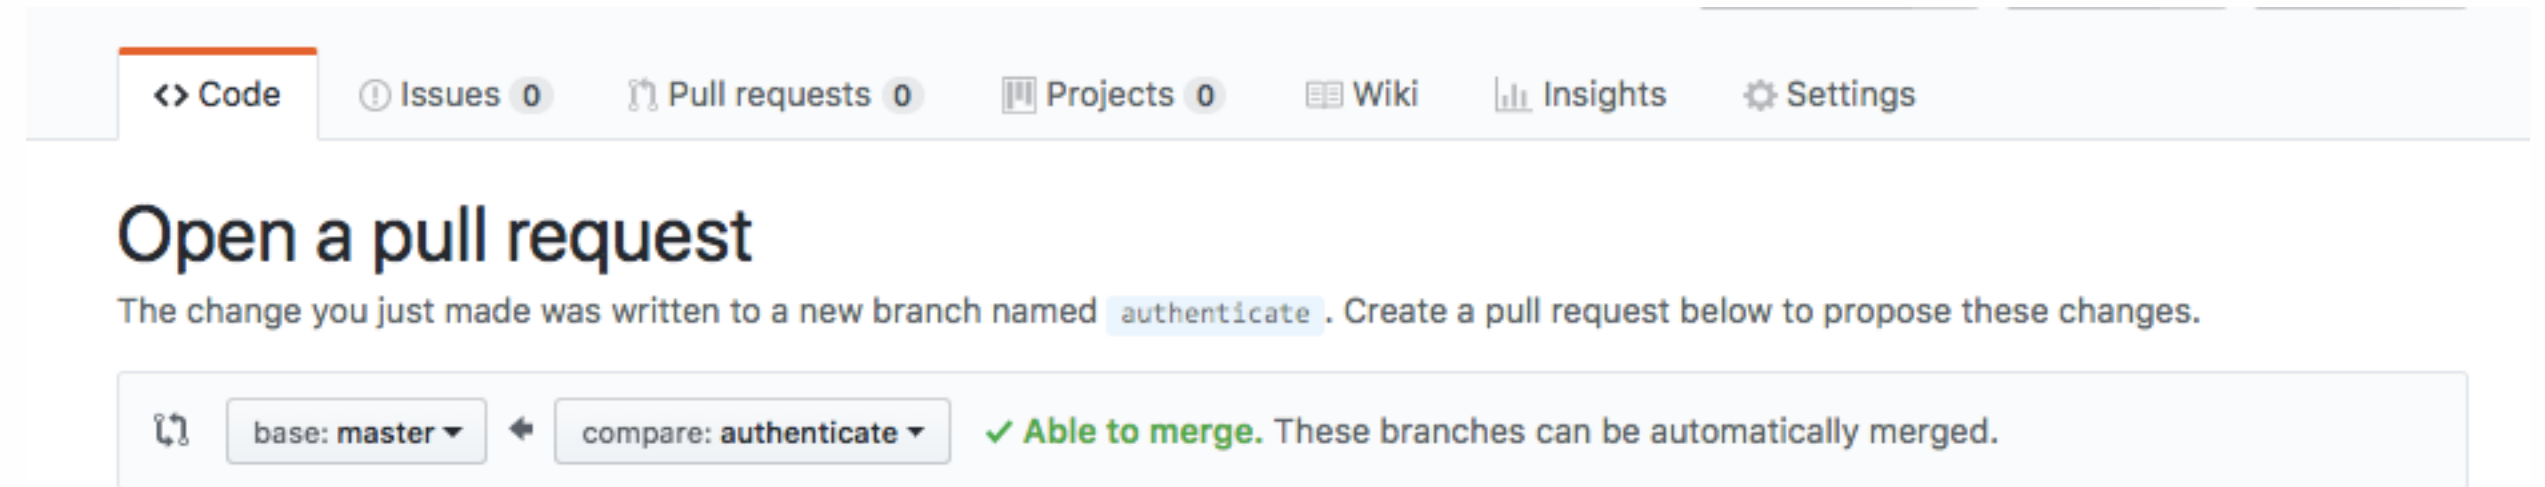 <> Code Issues 0 Pull requests 0 Projects 0 Wiki Insights Settings
Open a pull request
The change you just made was written to a new branch named authenticate. Create a pull request below to propose these changes.
base: master compare: authenticate ✓ Able to merge. These branches can be automatically merged.